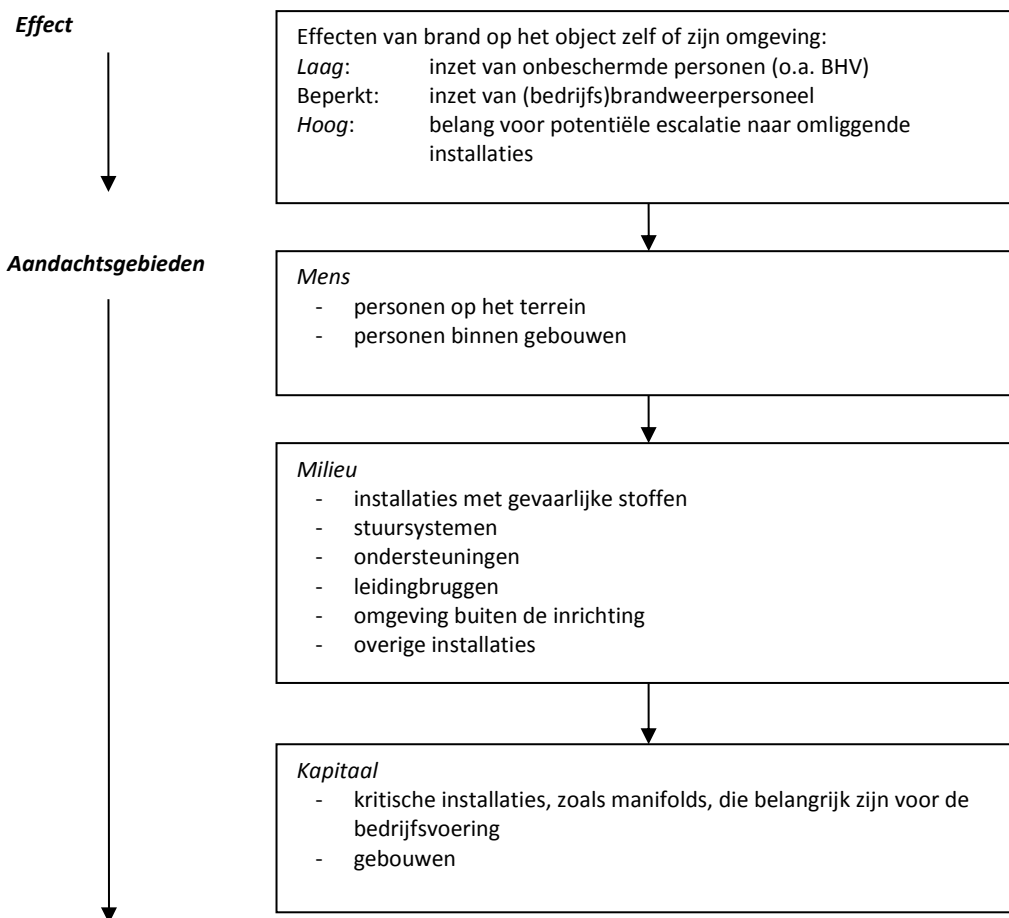 Effect
Effecten van brand op het object zelf of zijn omgeving:
Laag: inzet van onbeschermde personen (o.a. BHV)
Beperkt: inzet van (bedrijfs)brandweerpersoneel
Hoog: belang voor potentiële escalatie naar omliggende
installaties
Aandachtsgebieden
Mens
- personen op het terrein
- personen binnen gebouwen
Milieu
- installaties met gevaarlijke stoffen
- stuursystemen
- ondersteuningen
- leidingbruggen
- omgeving buiten de inrichting
- overige installaties
Kapitaal
- kritische installaties, zoals manifolds, die belangrijk zijn voor de
bedrijfsvoering
- gebouwen